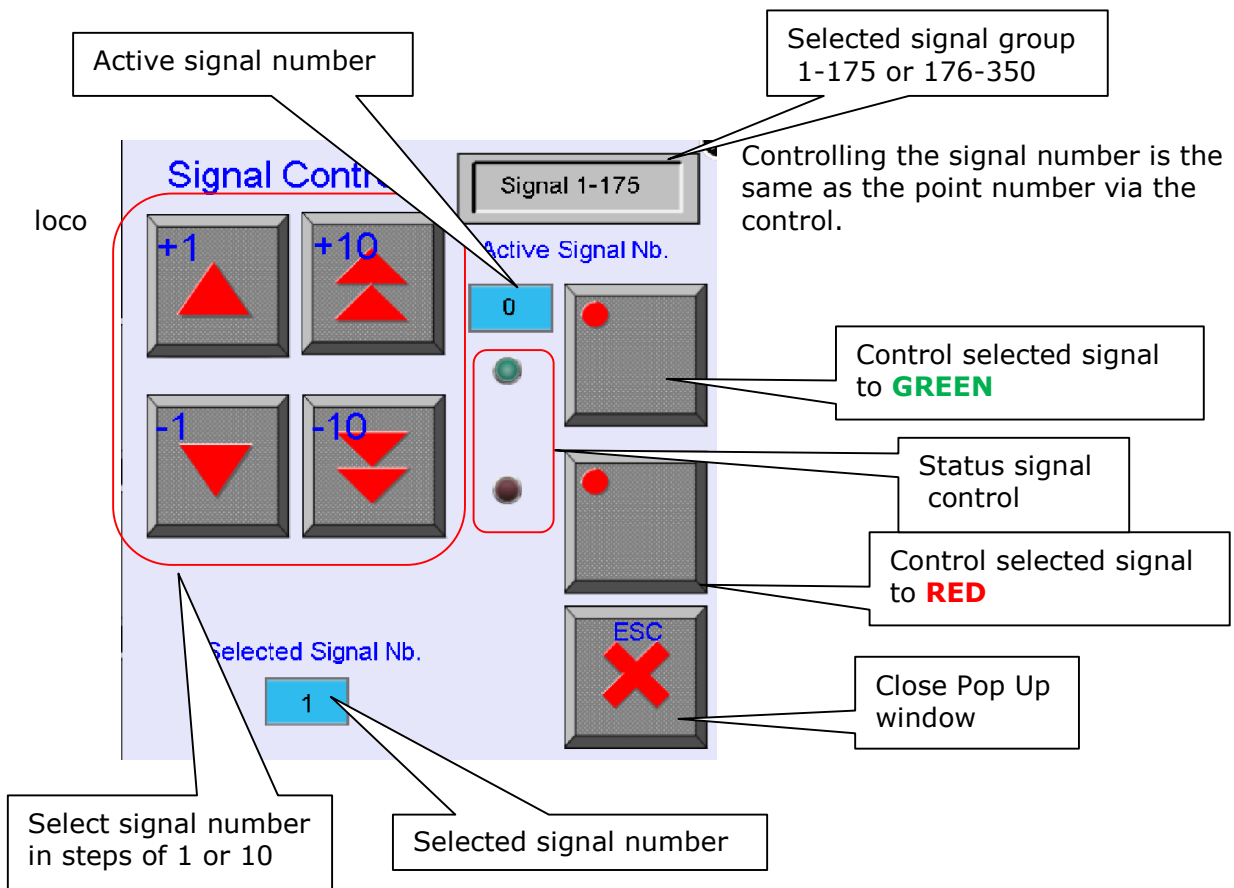 Active signal number
Selected signal group
1-175 or 176-350
Controlling the signal number is the
same as the point number via the
loco
control.
Signal Contr
Signal 1-175
+1
+10
Active Signal Nb.
0
Control selected signal
to GREEN
-1
-10
Status signal
control
Control selected signal
to RED
ESC
Selected Signal Nb.
1
Close Pop Up
window
Select signal number
in steps of 1 or 10
Selected signal number